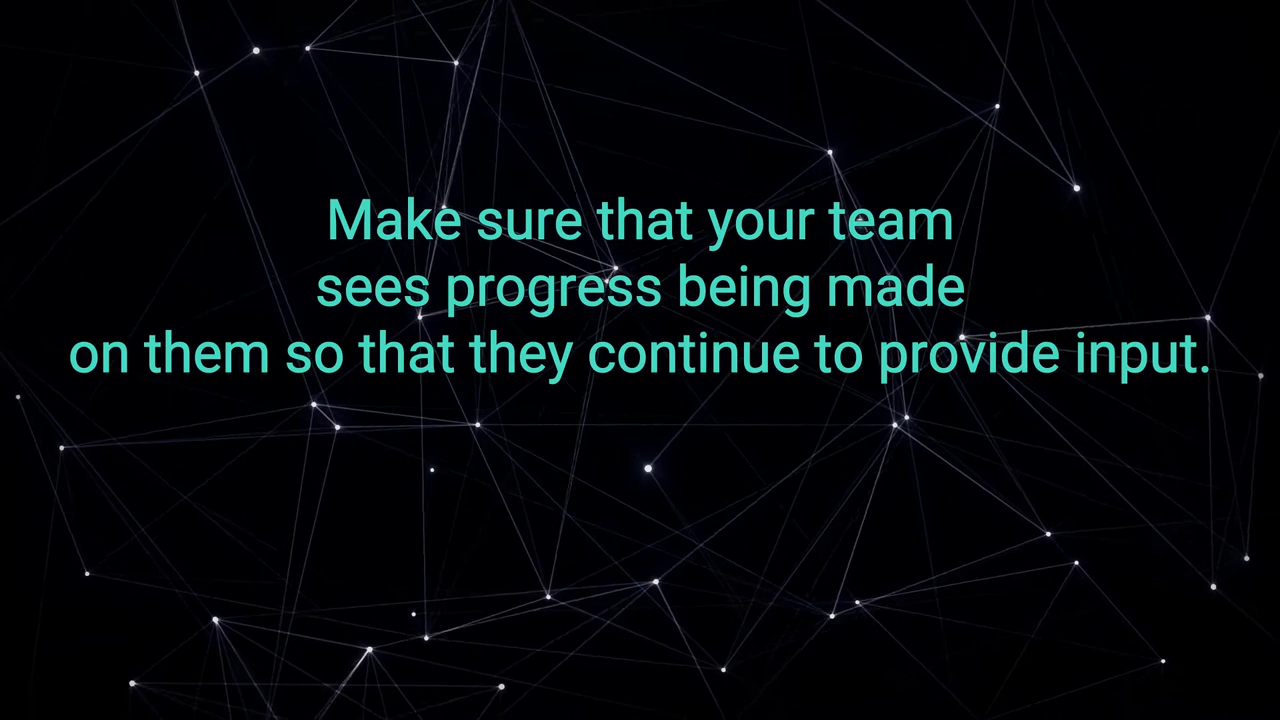 Make sure that your team
sees progress being made
on them so that they continue to provide input.